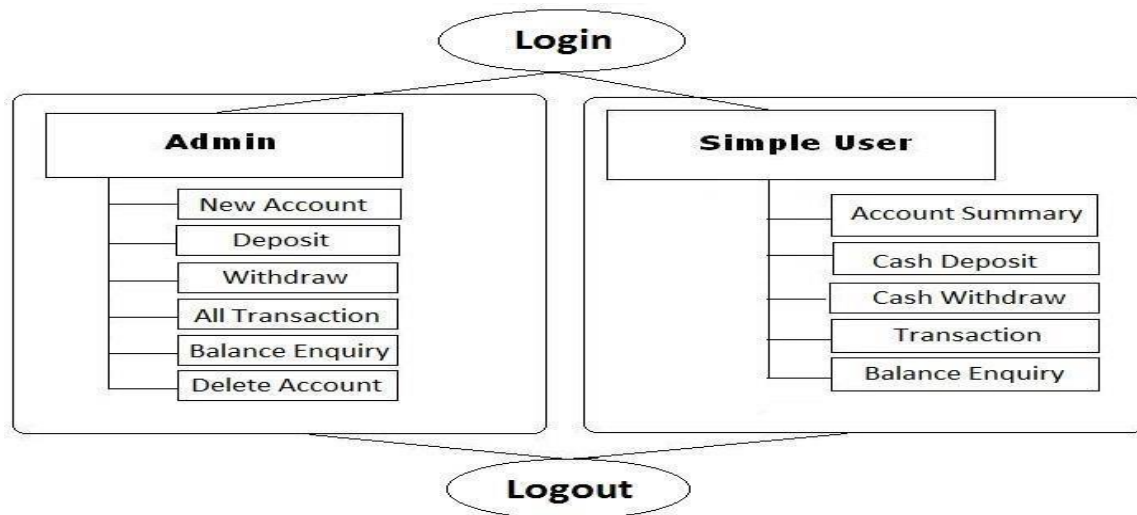 Login
Admin
New Account
Deposit
Withdraw
All Transaction
Balance Enquiry
Delete Account
Simple User
Account Summary
Cash Deposit
Cash Withdraw
Transaction
Balance Enquiry
Logout